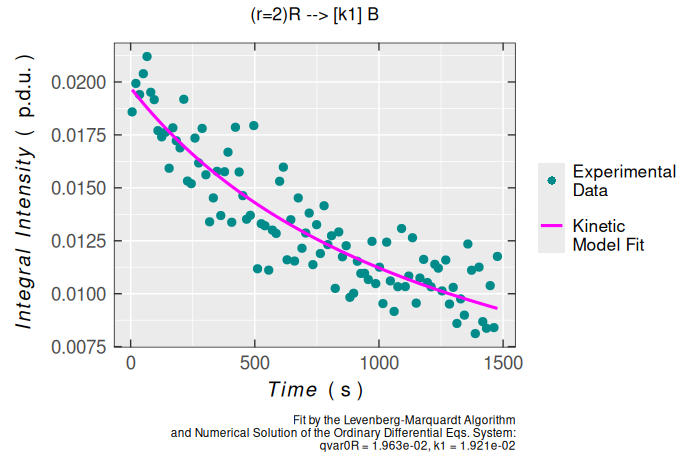 (r=2)R --> [k1] B
Integral Intensity ( p.d.u. )
0.0200
0.0175
0.0150
0.0125
0.0100
0.0075
0 500 1000 1500
Time ( s )
Experimental
Data
Kinetic
Model Fit
Fit by the Levenberg-Marquardt Algorithm
and Numerical Solution of the Ordinary Differential Eqs. System:
qvar0R = 1.963e-02, k1 = 1.921e-02